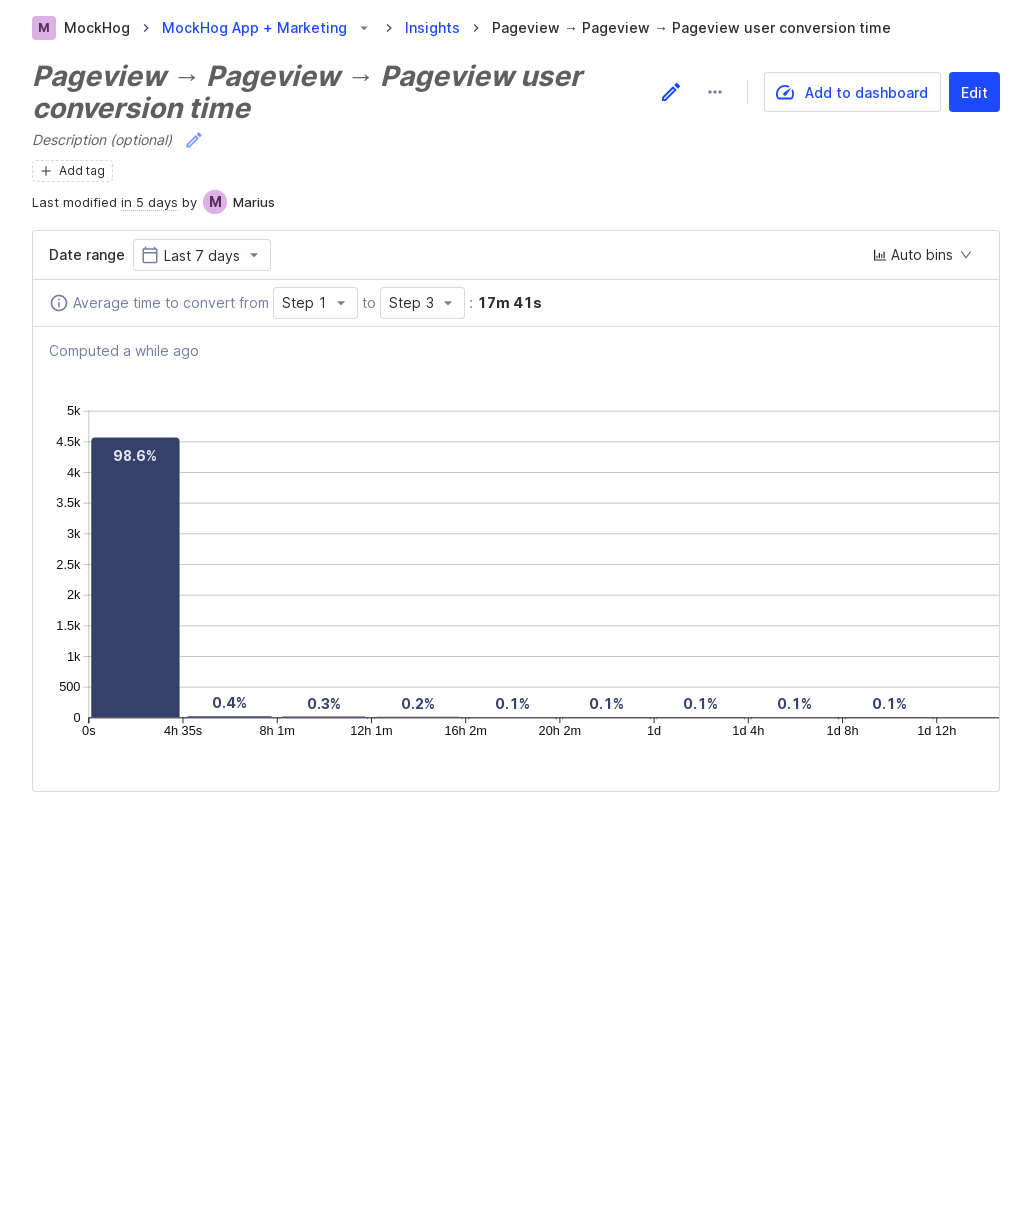 M MockHog > MockHog App + Marketing > Insights > Pageview → Pageview → Pageview user conversion time
Pageview → Pageview → Pageview user
conversion time
Add to dashboard
Edit
Description (optional)
+ Add tag
Last modified in 5 days by M Marius
Date range Last 7 days Auto bins
Average time to convert from Step 1 to Step 3 : 17m 41s
Computed a while ago
5k
4.5k
98.6%
4k
3.5k
3k
2.5k
2k
1.5k
1k
500
0.4% 0.3% 0.2% 0.1% 0.1% 0.1% 0.1% 0.1%
0
0s 4h 35s 8h 1m 12h 1m 16h 2m 20h 2m 1d 1d 4h 1d 8h 1d 12h